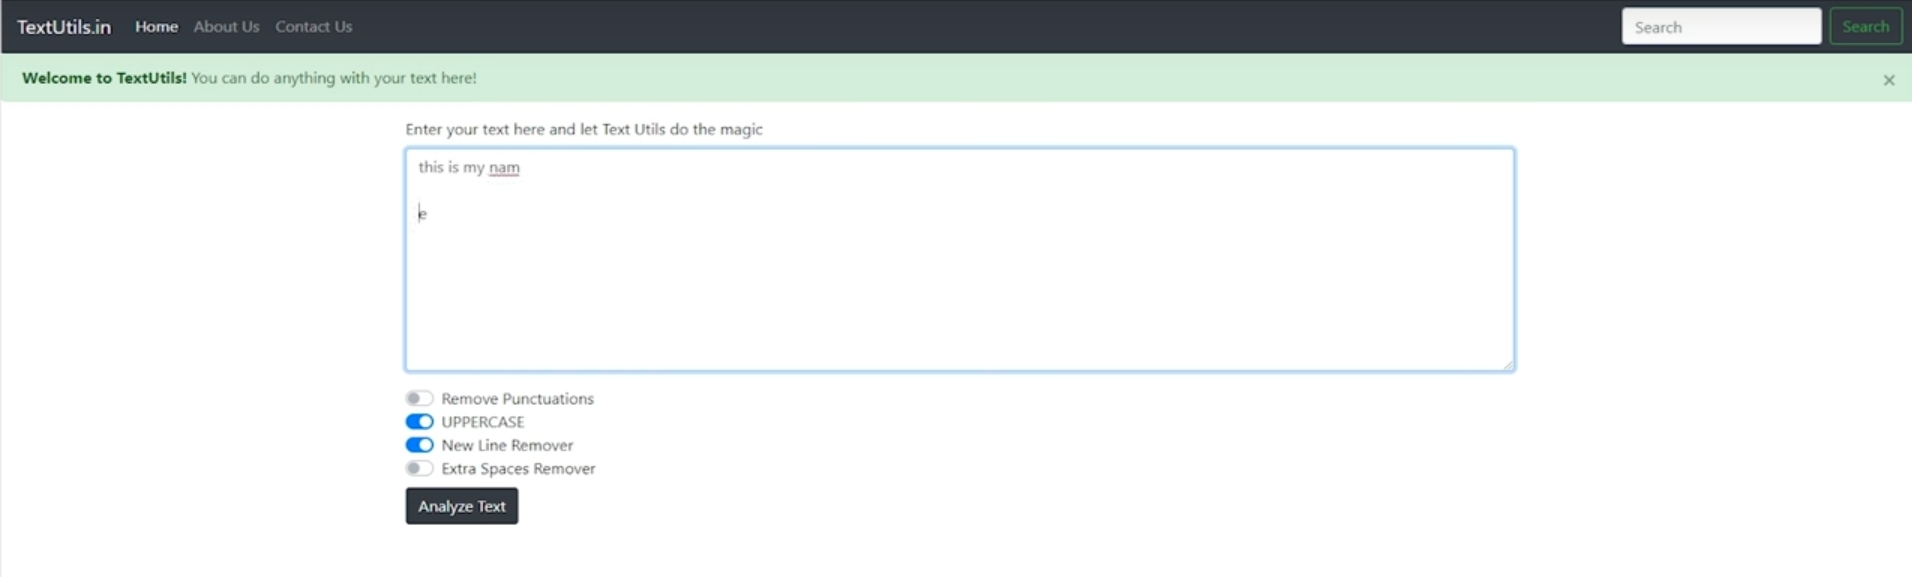 TextUtils.in Home About Us Contact Us Search Search
Welcome to TextUtils! You can do anything with your text here!
×
Enter your text here and let Text Utils do the magic
this is my nam
e
Remove Punctuations
UPPERCASE
New Line Remover
Extra Spaces Remover
Analyze Text